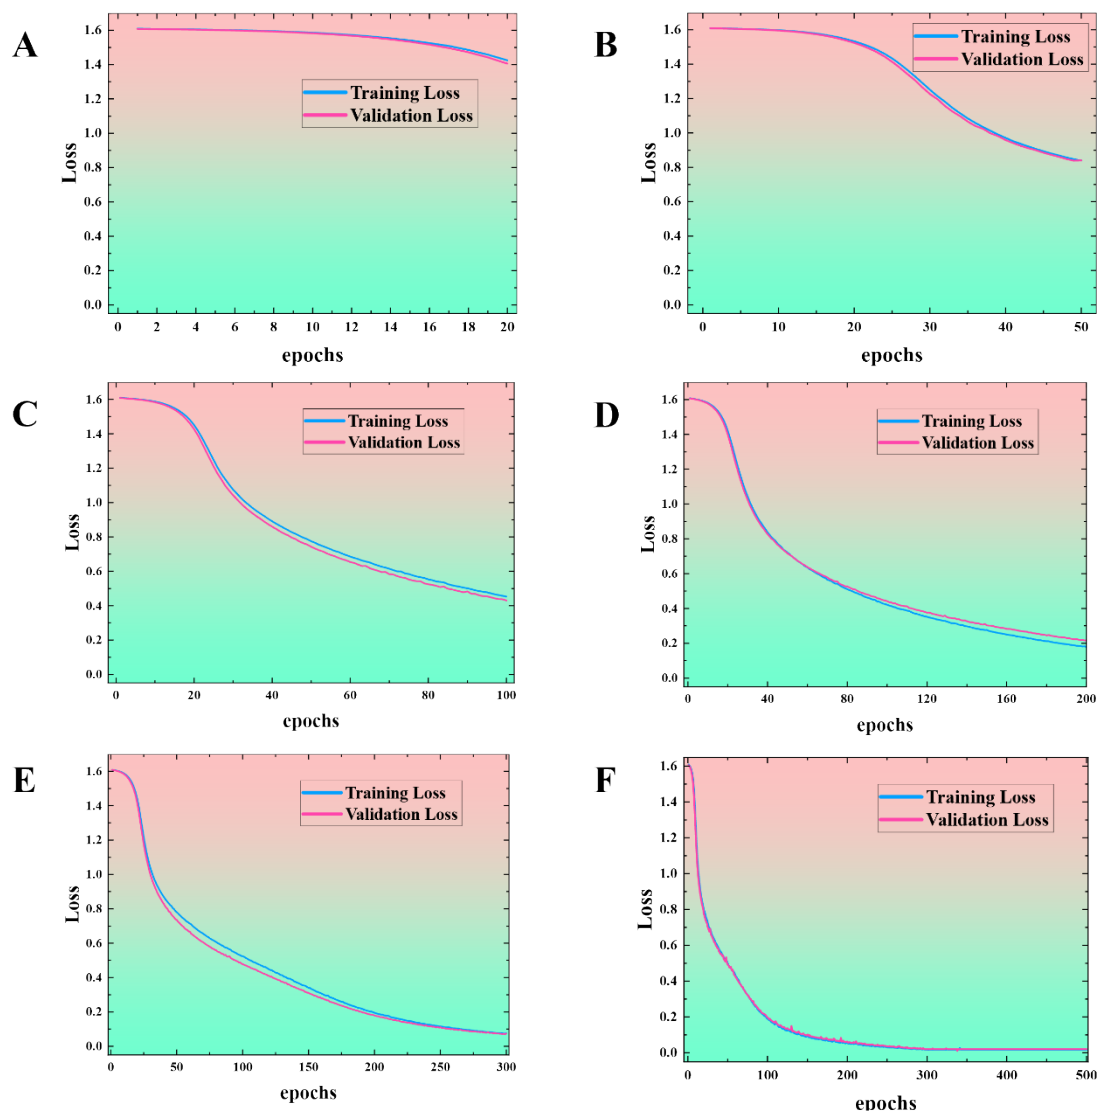 A
Training Loss
Validation Loss
Loss
1.6
1.4
1.2
1.0
0.8
0.6
0.4
0.2
0.0
0 2 4 6 8 10 12 14 16 18 20
epochs
B
Training Loss
Validation Loss
Loss
1.6
1.4
1.2
1.0
0.8
0.6
0.4
0.2
0.0
0 10 20 30 40 50
epochs
C
Training Loss
Validation Loss
Loss
1.6
1.4
1.2
1.0
0.8
0.6
0.4
0.2
0.0
0 20 40 60 80 100
epochs
D
Training Loss
Validation Loss
Loss
1.6
1.4
1.2
1.0
0.8
0.6
0.4
0.2
0.0
0 40 80 120 160 200
epochs
E
Training Loss
Validation Loss
Loss
1.6
1.4
1.2
1.0
0.8
0.6
0.4
0.2
0.0
0 50 100 150 200 250 300
epochs
F
Training Loss
Validation Loss
Loss
1.6
1.4
1.2
1.0
0.8
0.6
0.4
0.2
0.0
0 100 200 300 400 500
epochs